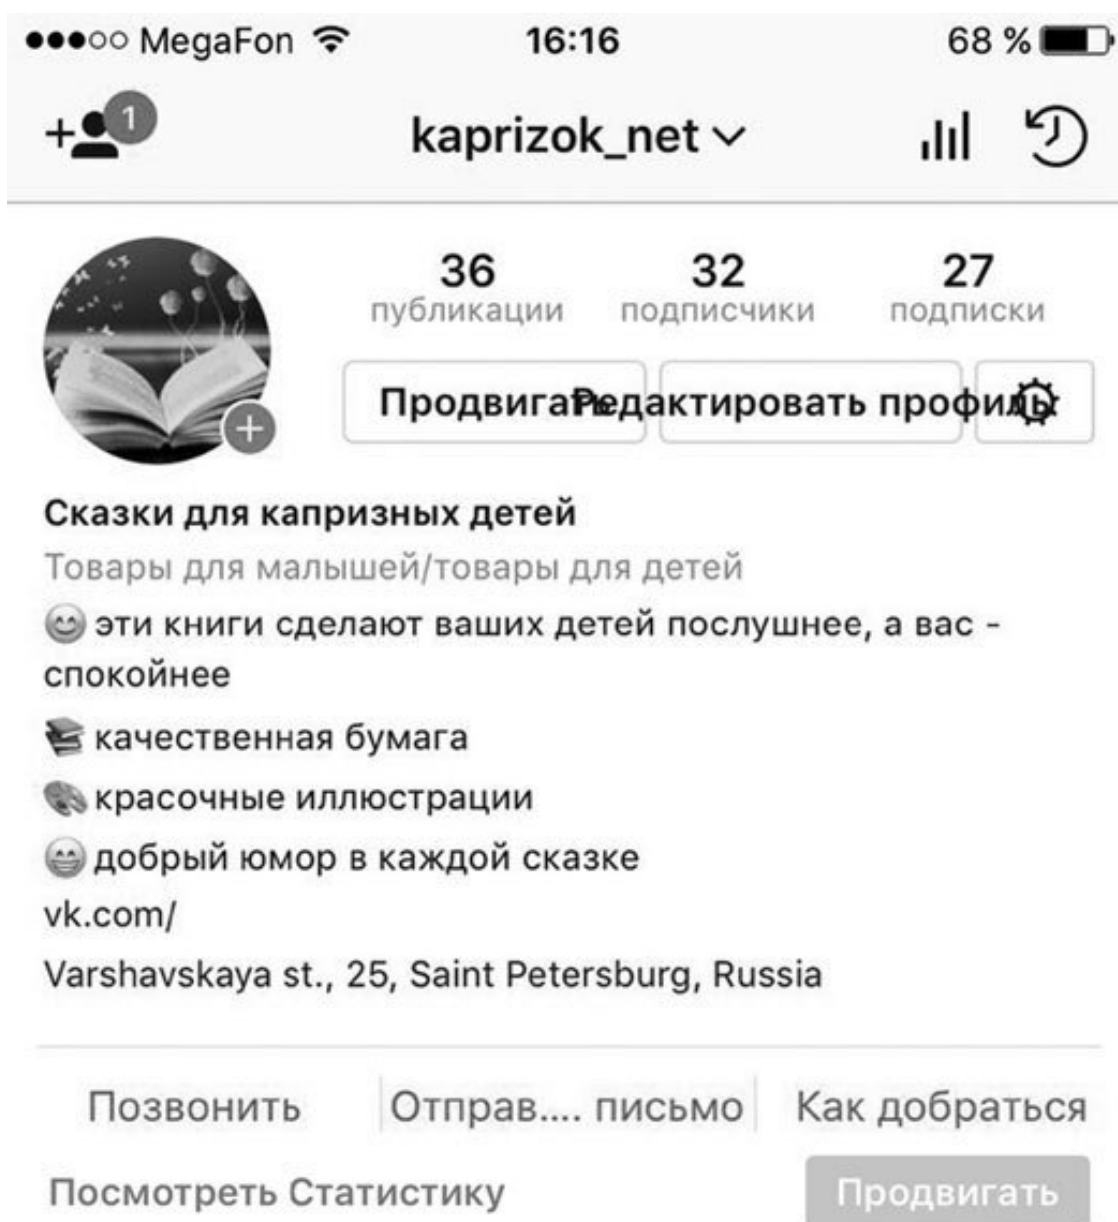 MegaFon 16:16 68 %
1 kaprizok_net
36 32 27
публикации подписчики подписки
Продвигать Редактировать профиль
Сказки для капризных детей
Товары для малышей/товары для детей
😊 эти книги сделают ваших детей послушнее, а вас -
спокойнее
📚 качественная бумага
🎨 красочные иллюстрации
😁 добрый юмор в каждой сказке
vk.com/
Varshavskaya st., 25, Saint Petersburg, Russia
Позвонить Отправ.... письмо Как добраться
Посмотреть Статистику Продвигать